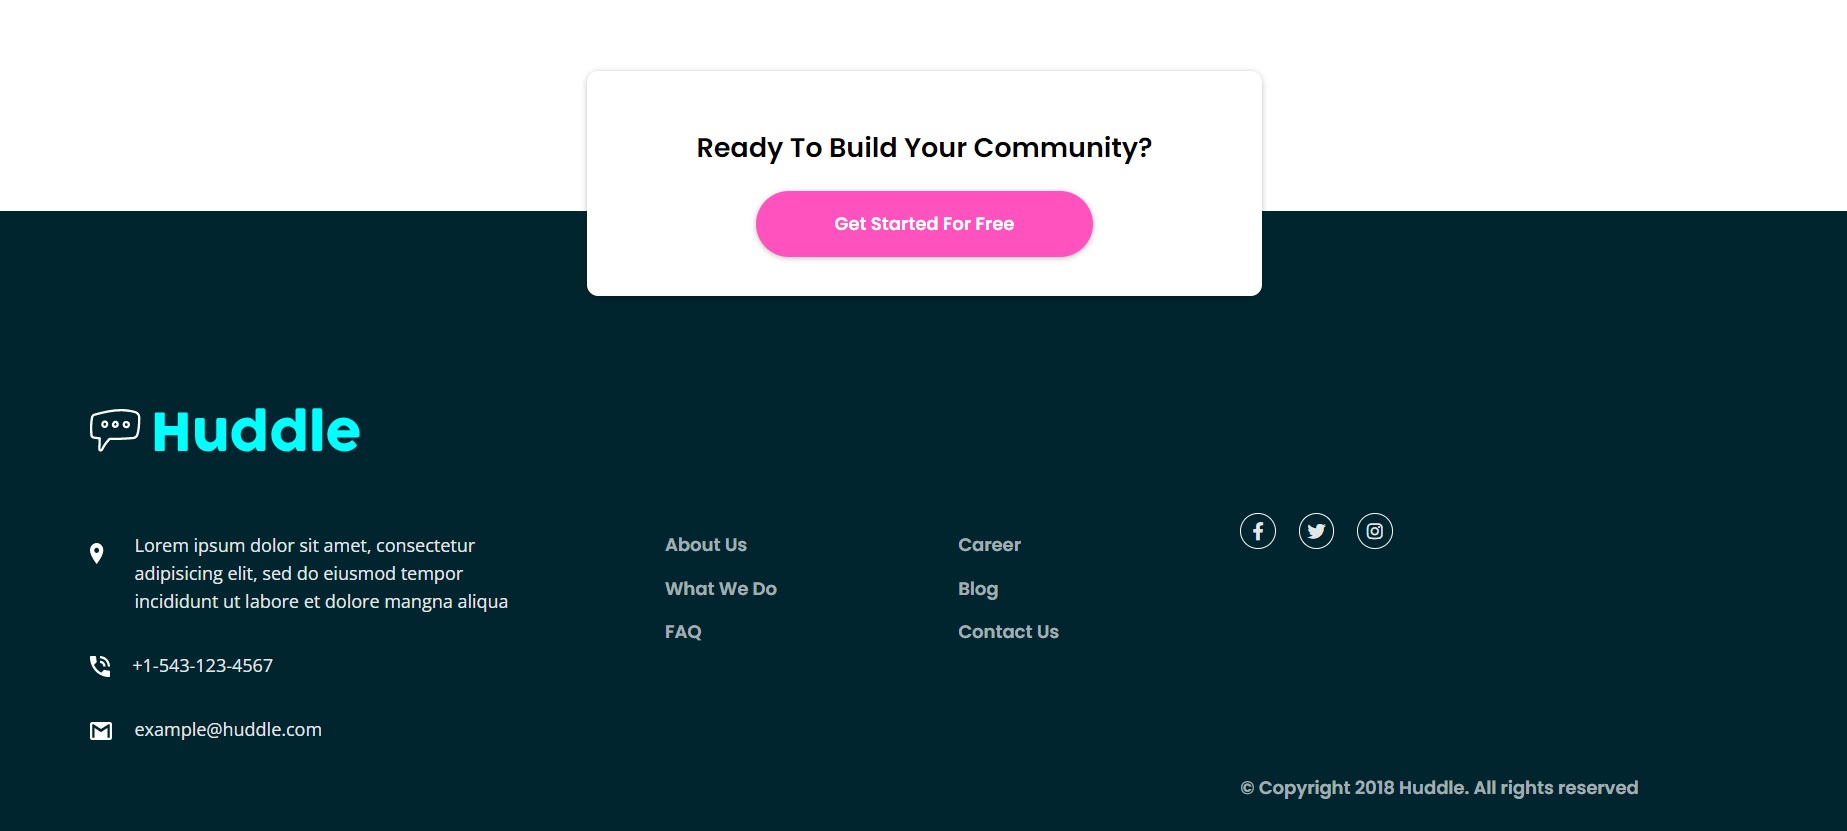 Ready To Build Your Community?
Get Started For Free
Huddle
Lorem ipsum dolor sit amet, consectetur
adipisicing elit, sed do eiusmod tempor
incididunt ut labore et dolore mangna aliqua
+1-543-123-4567
example@huddle.com
About Us
What We Do
FAQ
Career
Blog
Contact Us
© Copyright 2018 Huddle. All rights reserved